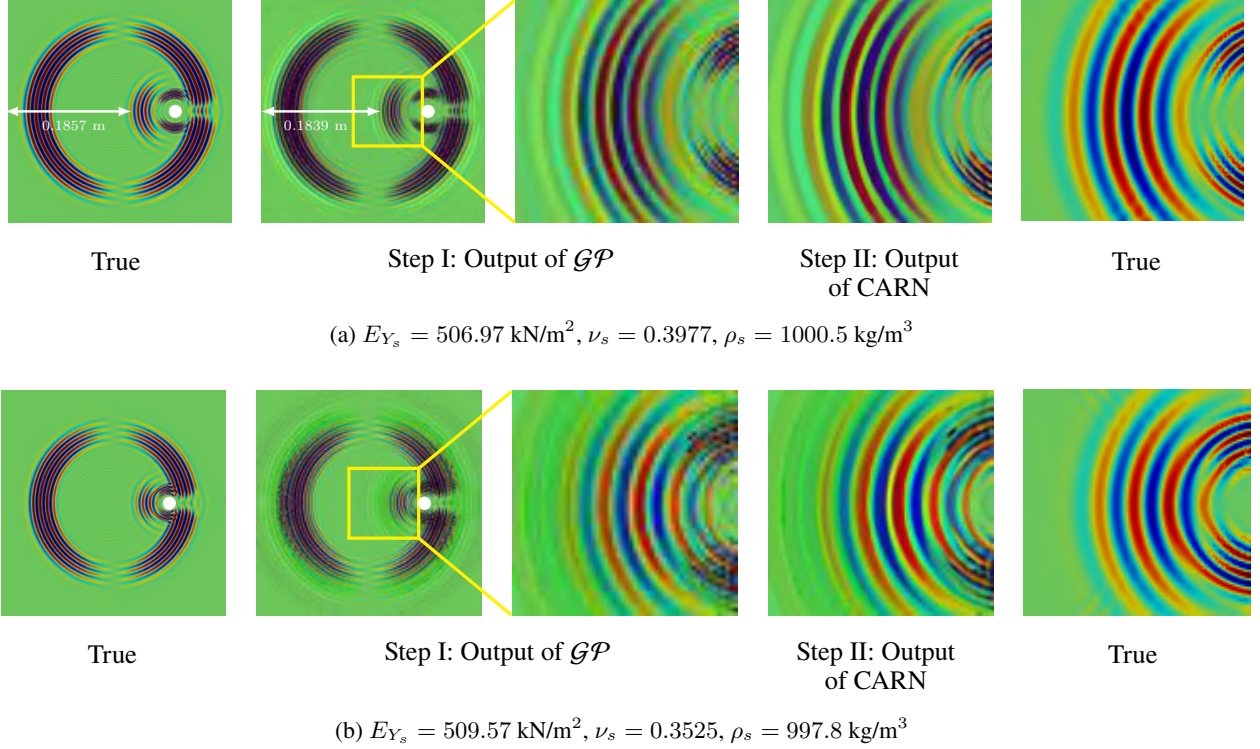 0.1857 m
0.1839 m
True
Step I: Output of 𝒢𝒫
Step II: Output
of CARN
True
(a) E_{Y_s} = 506.97 kN/m², ν_s = 0.3977, ρ_s = 1000.5 kg/m³
True
Step I: Output of 𝒢𝒫
Step II: Output
of CARN
True
(b) E_{Y_s} = 509.57 kN/m², ν_s = 0.3525, ρ_s = 997.8 kg/m³